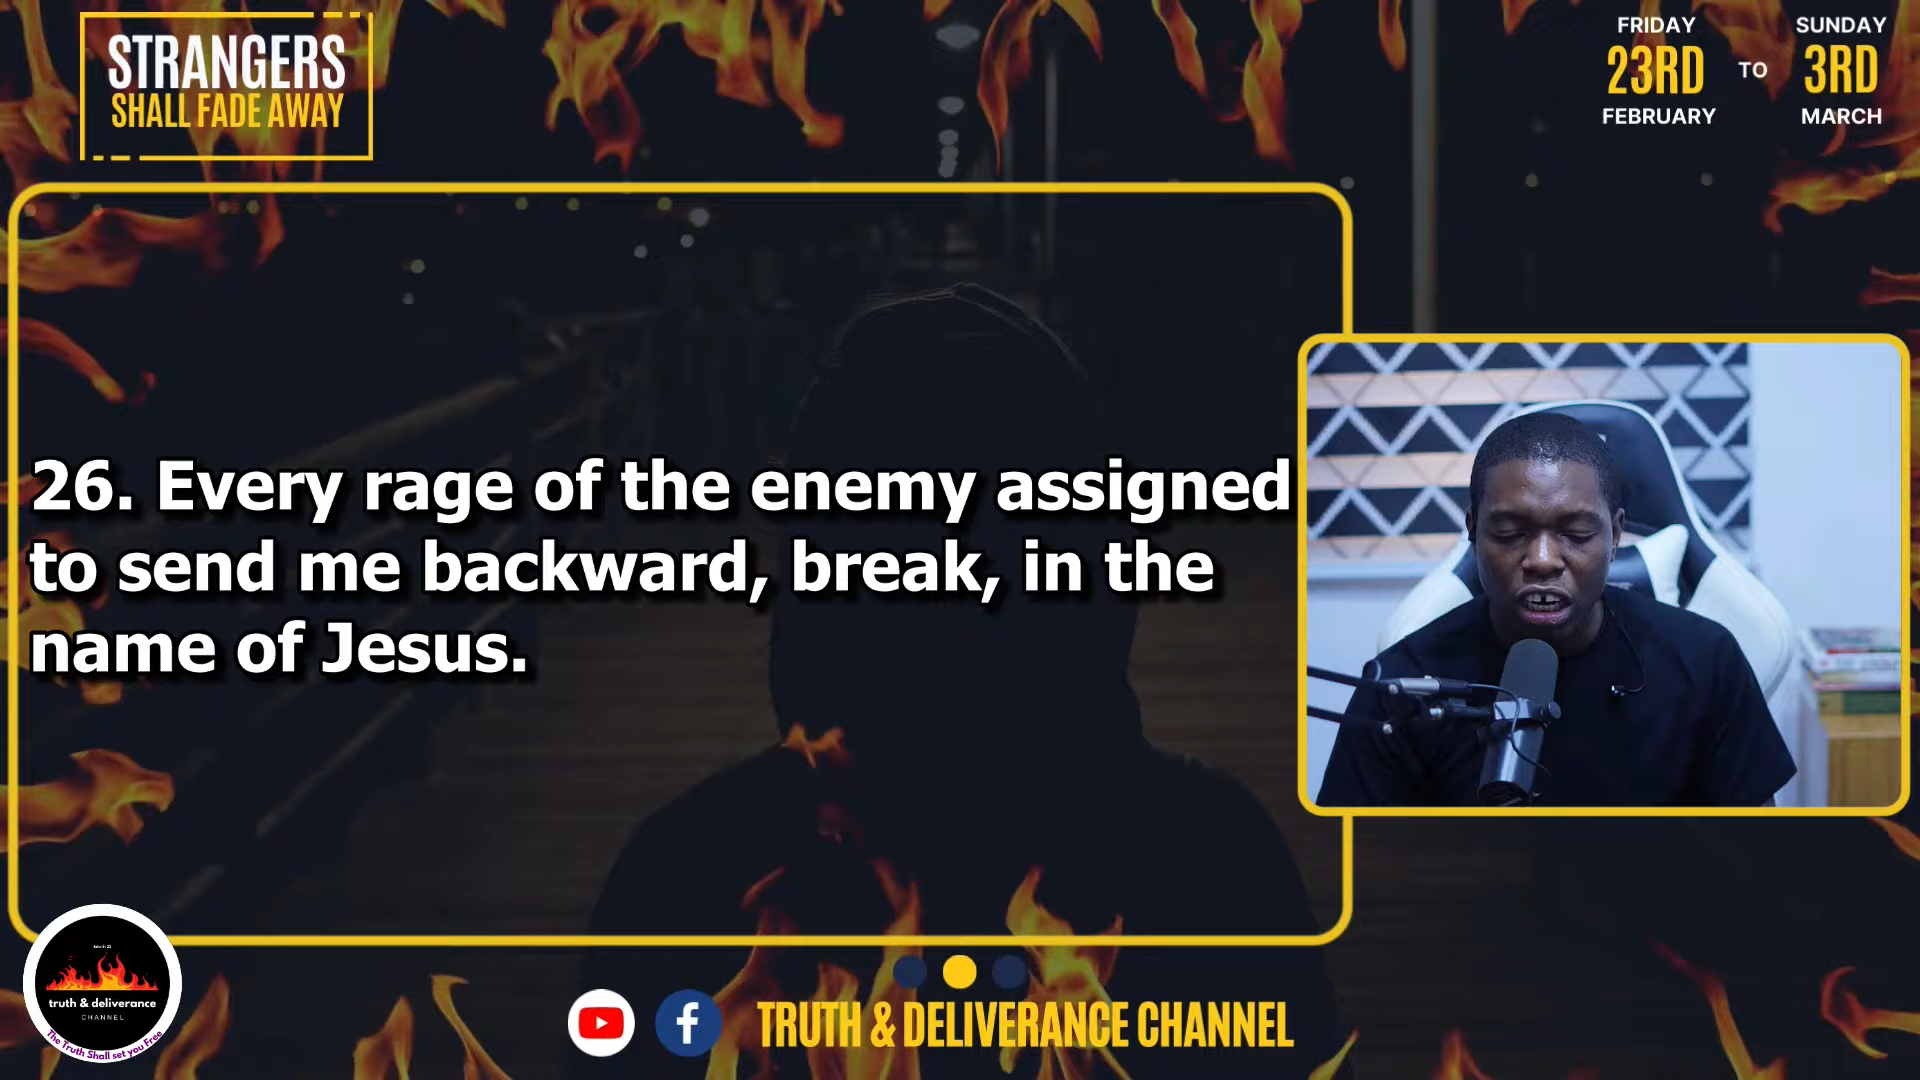 STRANGERS
SHALL FADE AWAY
FRIDAY
23RD
FEBRUARY
TO
SUNDAY
3RD
MARCH
26. Every rage of the enemy assigned
to send me backward, break, in the
name of Jesus.
truth & deliverance
CHANNEL
The Truth Shall set you Free
TRUTH & DELIVERANCE CHANNEL